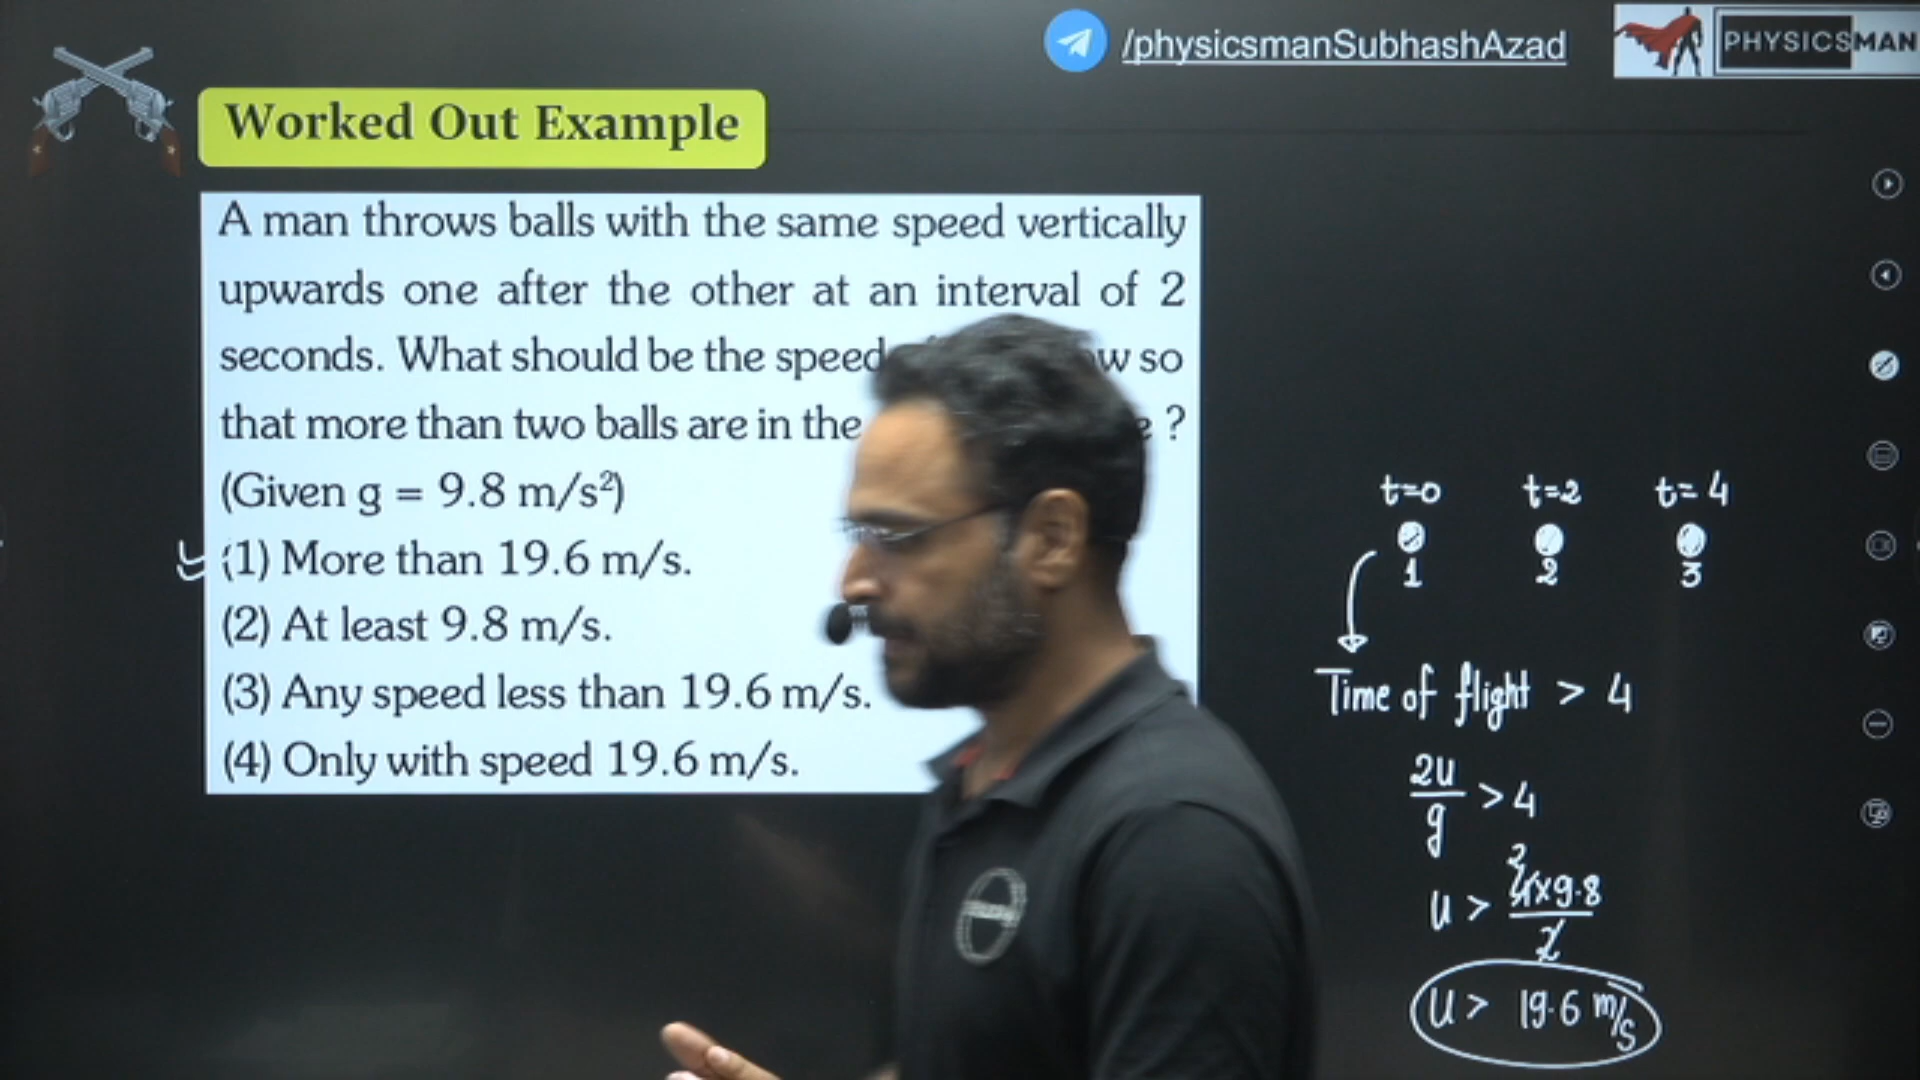 /physicsmanSubhashAzad
PHYSICSMAN
Worked Out Example
A man throws balls with the same speed vertically
upwards one after the other at an interval of 2
seconds. What should be the speed so
that more than two balls are in the ?
(Given g = 9.8 m/s²)
(1) More than 19.6 m/s.
(2) At least 9.8 m/s.
(3) Any speed less than 19.6 m/s.
(4) Only with speed 19.6 m/s.
t=0 t=2 t=4
1 2 3
Time of flight > 4
2u/g > 4
u > 4x9.8/2
2
u > 19.6 m/s